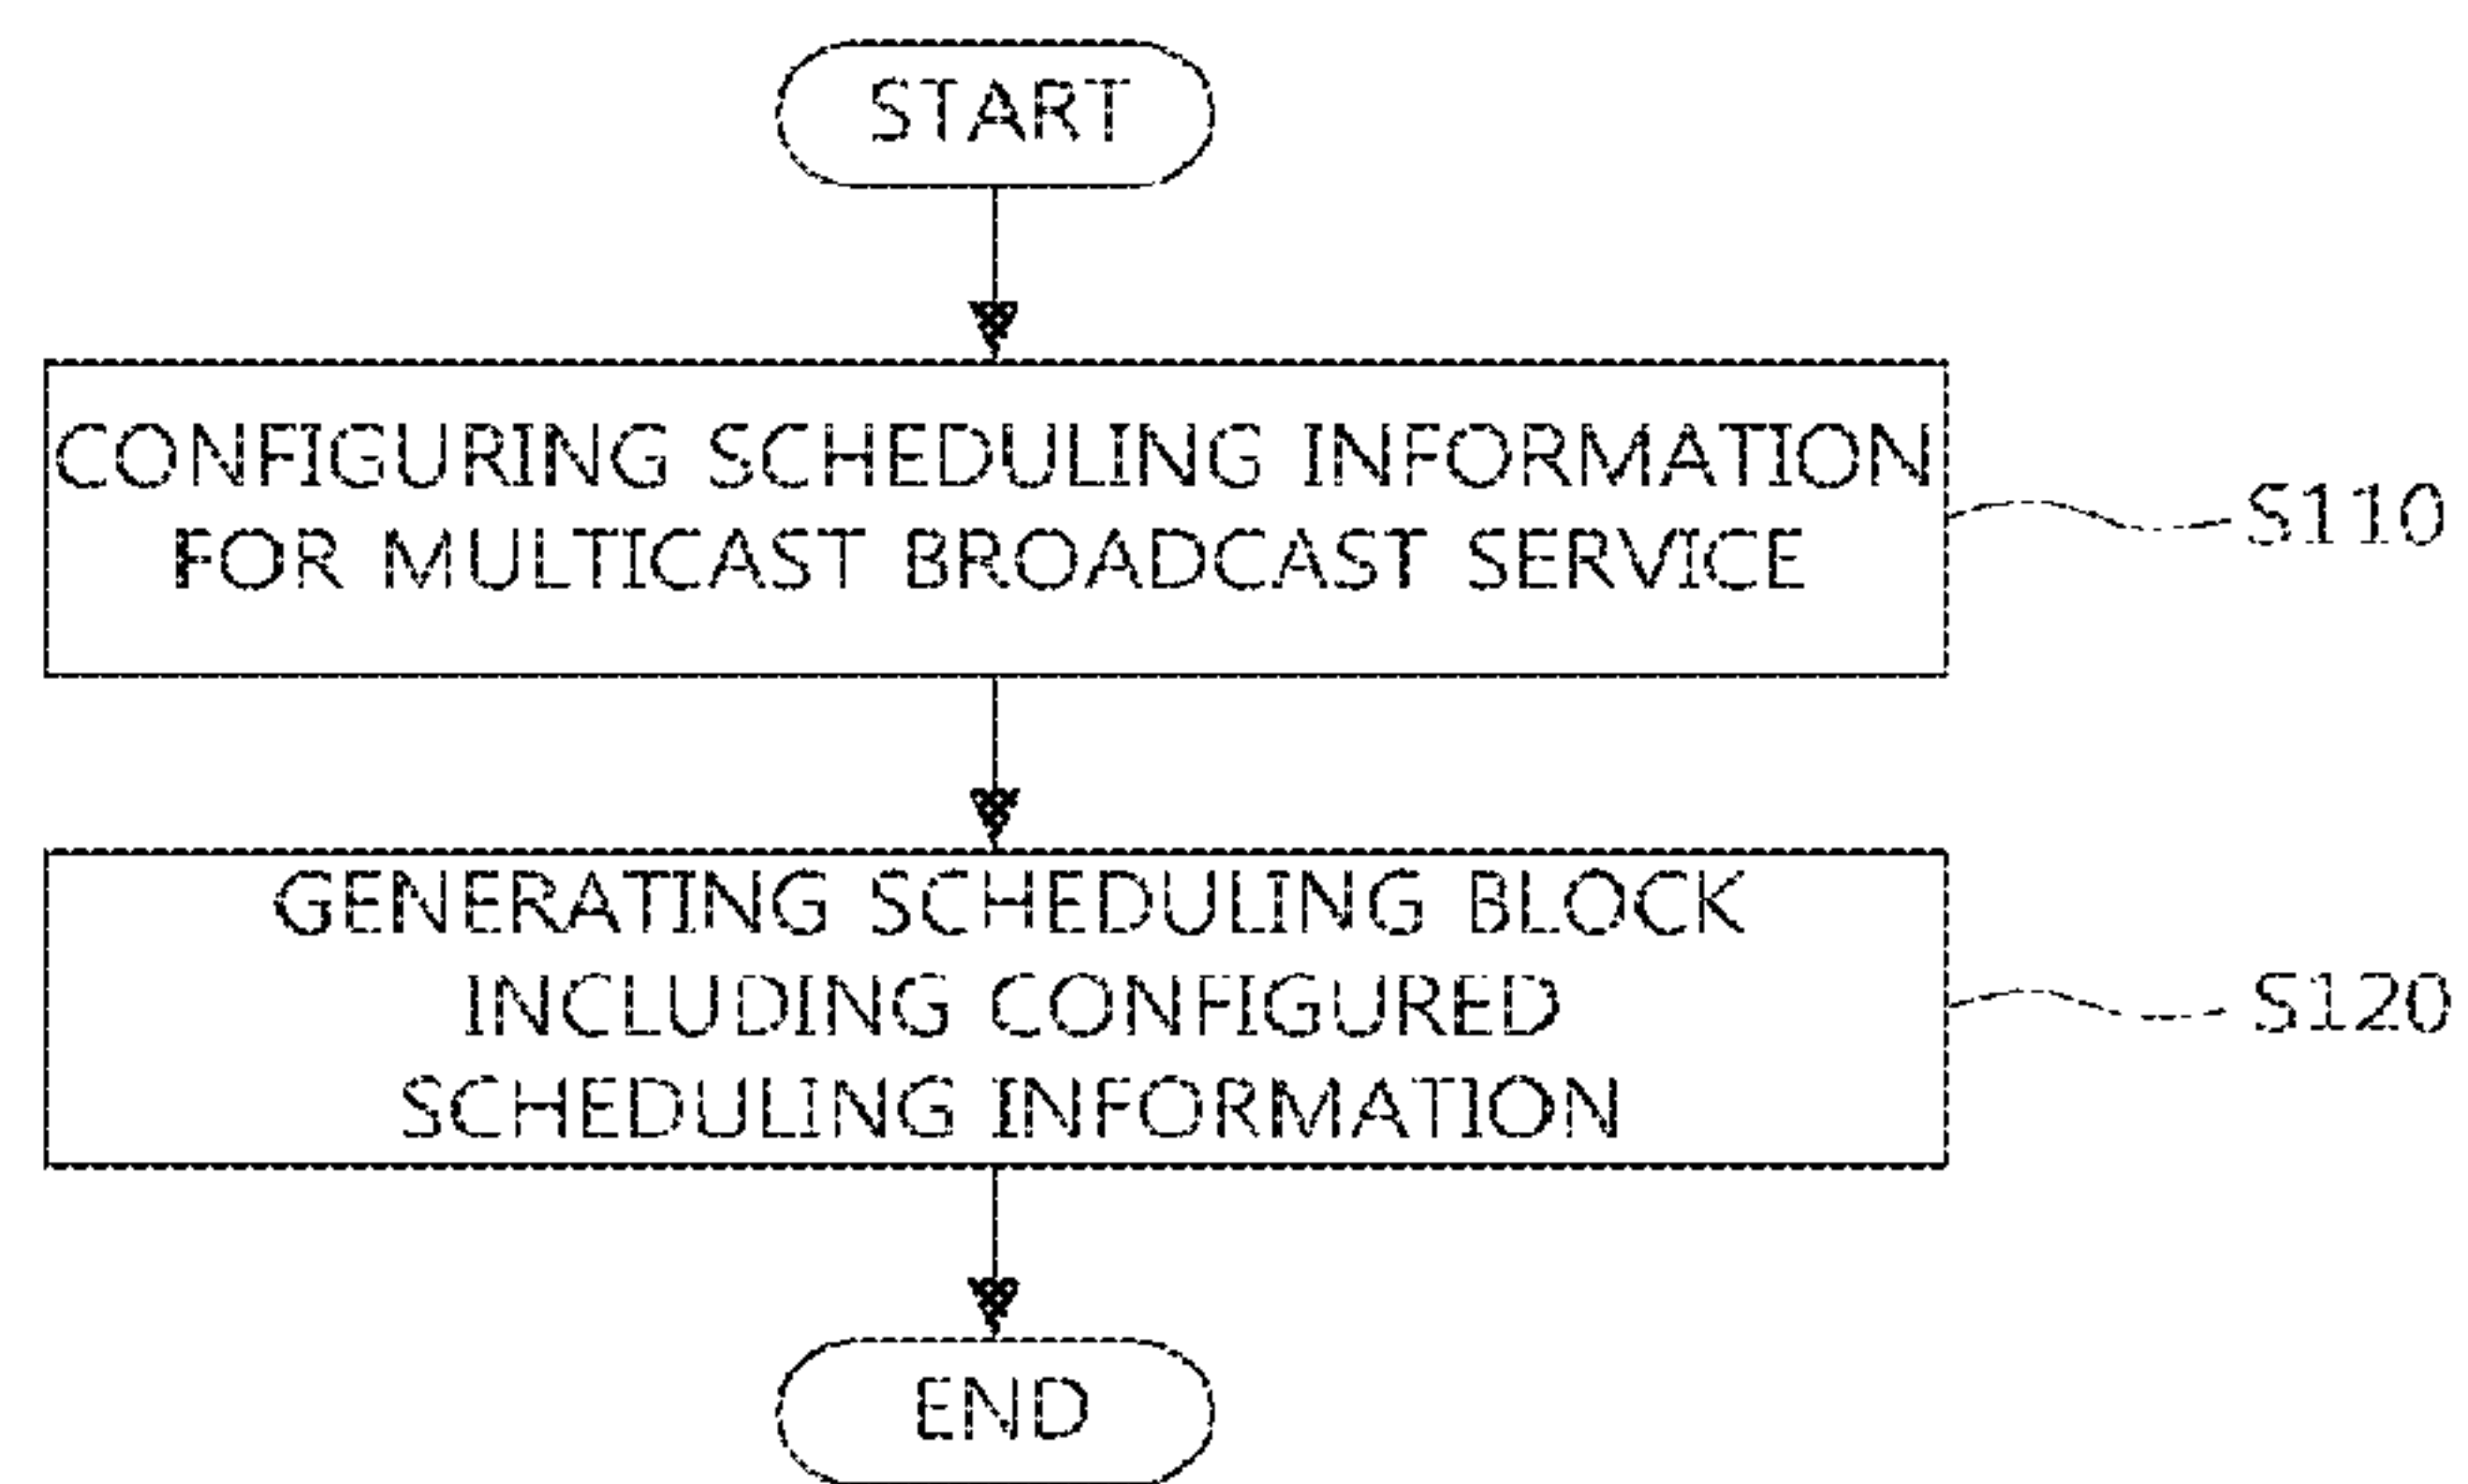 START
CONFIGURING SCHEDULING INFORMATION
FOR MULTICAST BROADCAST SERVICE
S110
GENERATING SCHEDULING BLOCK
INCLUDING CONFIGURED
SCHEDULING INFORMATION
S120
END